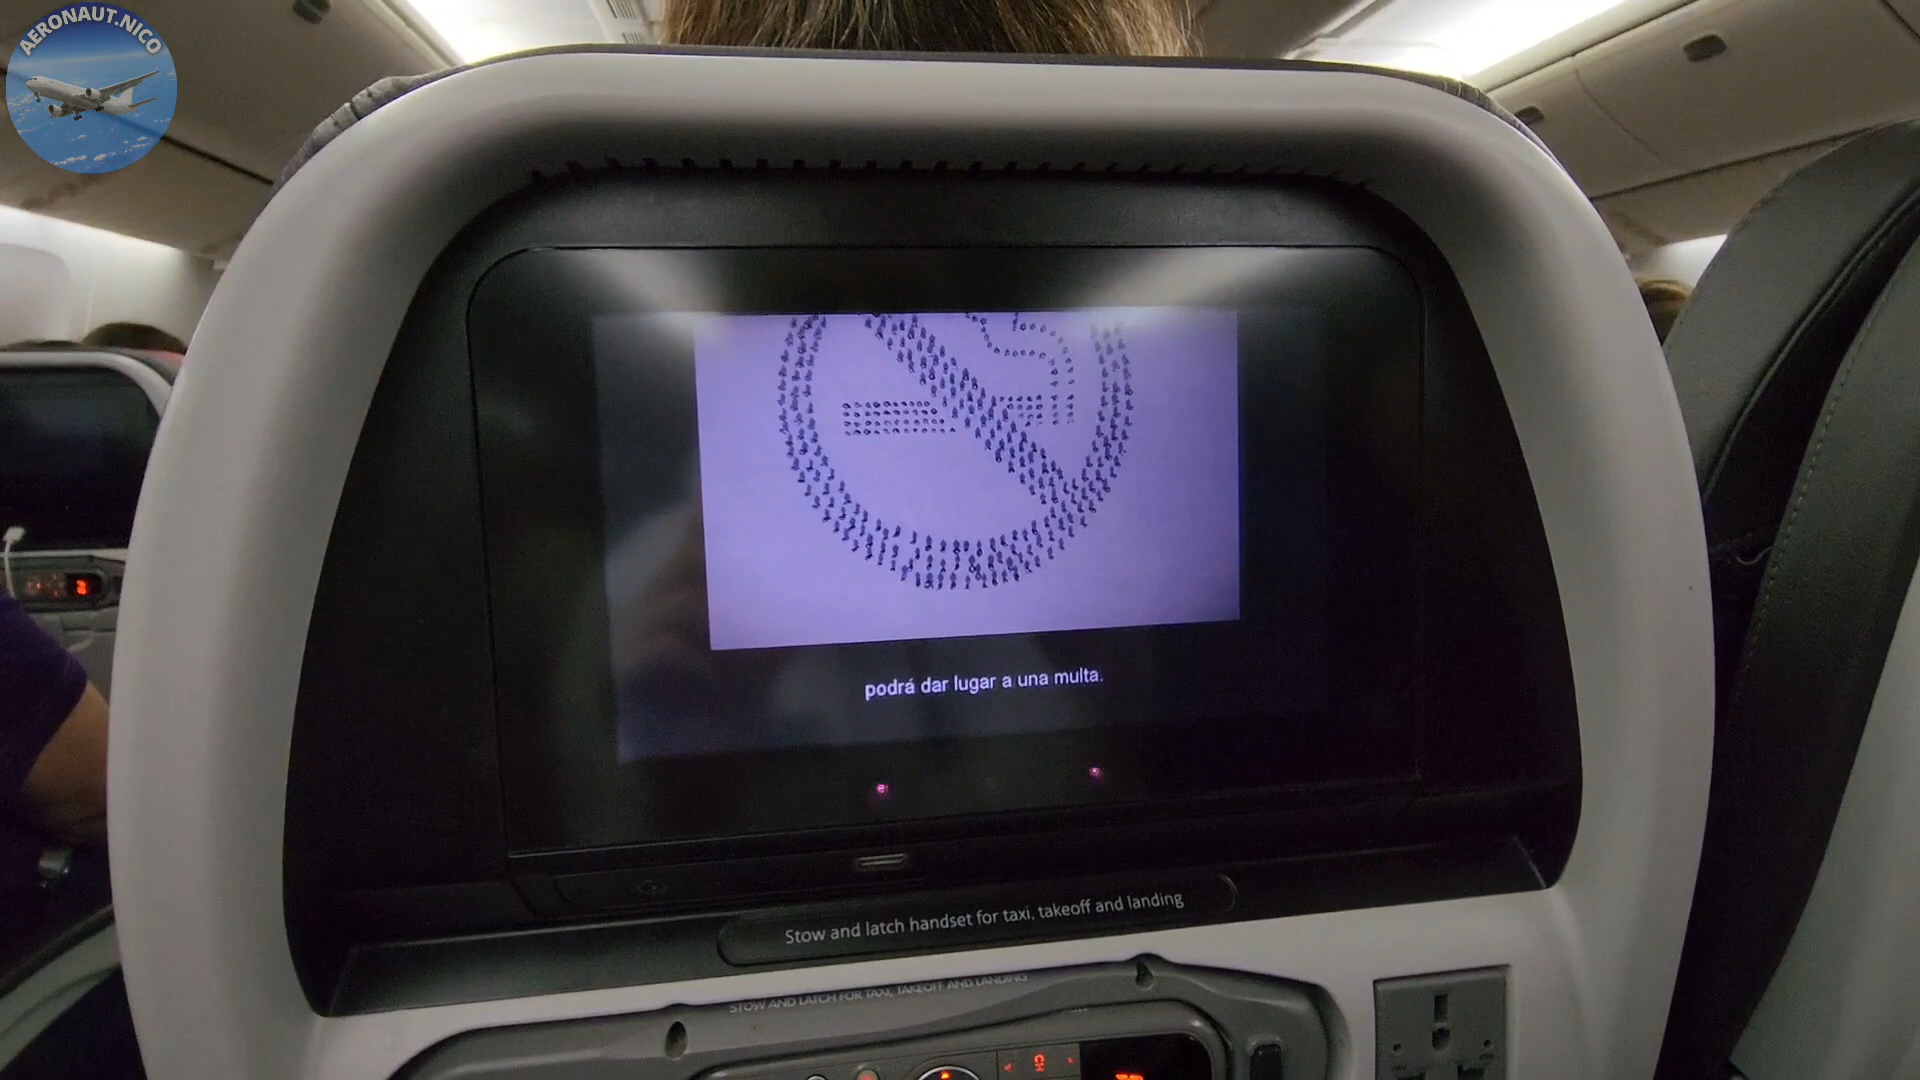 AERONAUT.NICO
podrá dar lugar a una multa.
Stow and latch handset for taxi, takeoff and landing
STOW AND LATCH FOR TAXI, TAKEOFF AND LANDING
CH